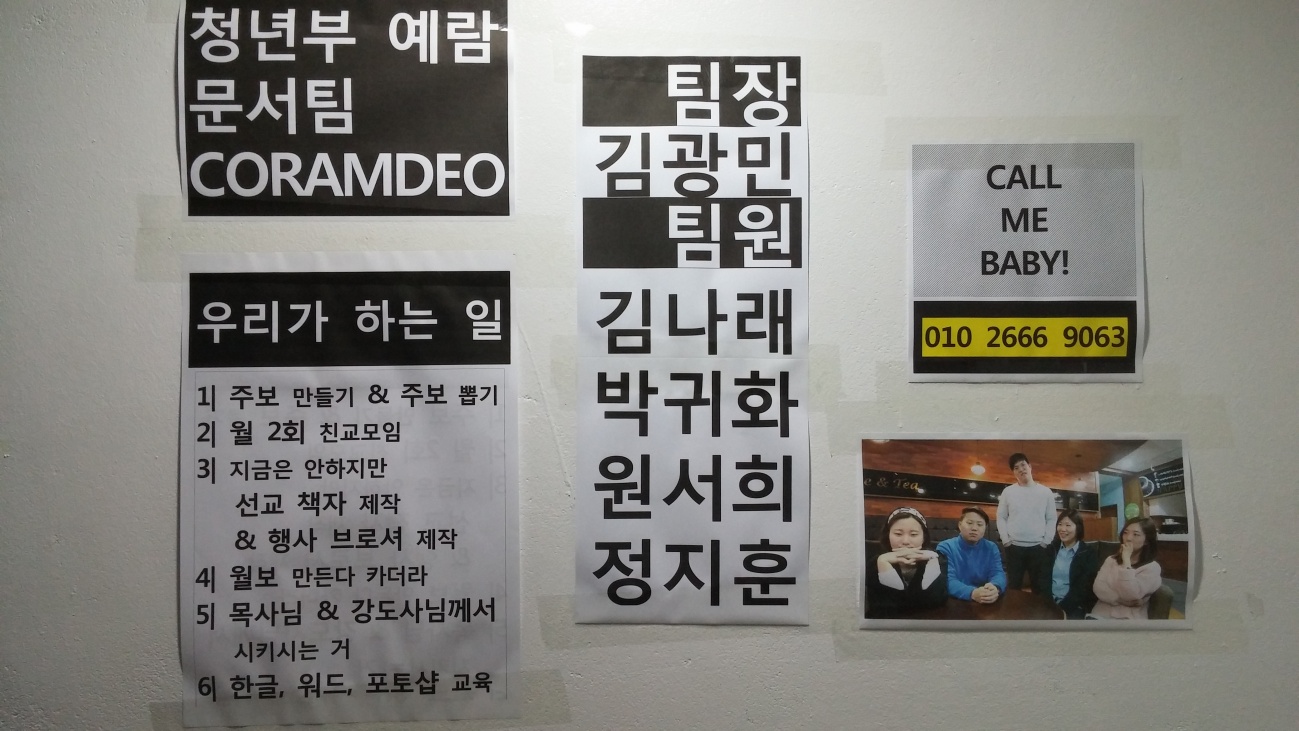 청년부 예람
문서팀
CORAMDEO
우리가 하는 일
1| 주보 만들기 & 주보 뽑기
2| 월 2회 친교모임
3| 지금은 안하지만
선교 책자 제작
& 행사 브로셔 제작
4| 월보 만든다 카더라
5| 목사님 & 강도사님께서
시키시는 거
6| 한글, 워드, 포토샵 교육
팀장
김광민
팀원
김나래
박귀화
원서희
정지훈
CALL
ME
BABY!
010 2666 9063
e & Tea